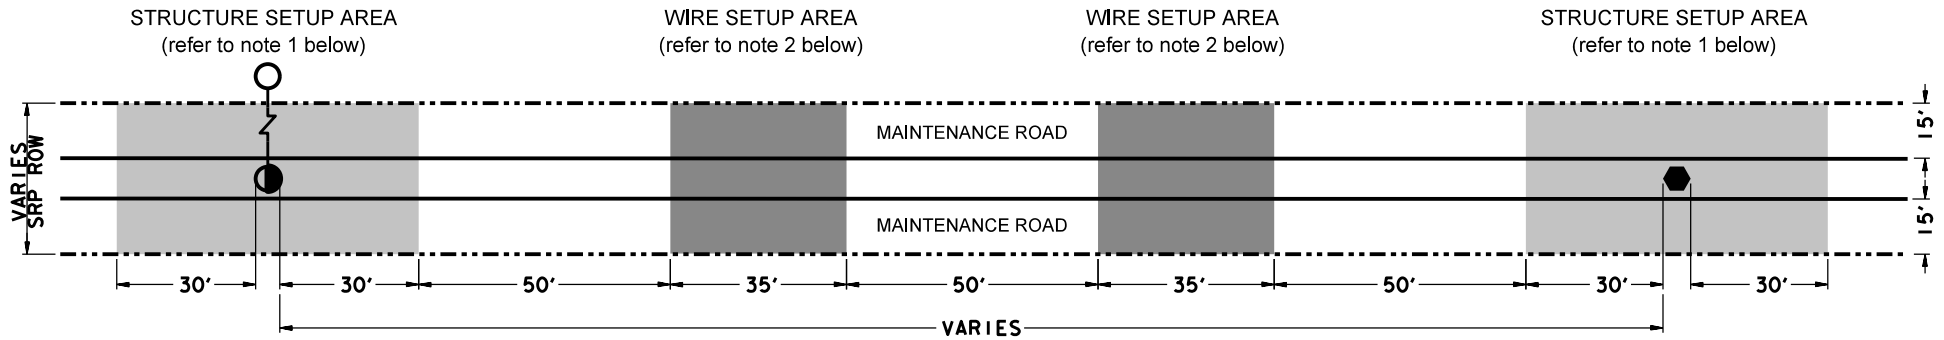 STRUCTURE SETUP AREA
(refer to note 1 below)
WIRE SETUP AREA
(refer to note 2 below)
WIRE SETUP AREA
(refer to note 2 below)
STRUCTURE SETUP AREA
(refer to note 1 below)
VARIES
SRP ROW
MAINTENANCE ROAD
MAINTENANCE ROAD
15'
15'
30'
30'
50'
35'
50'
35'
50'
30'
30'
VARIES